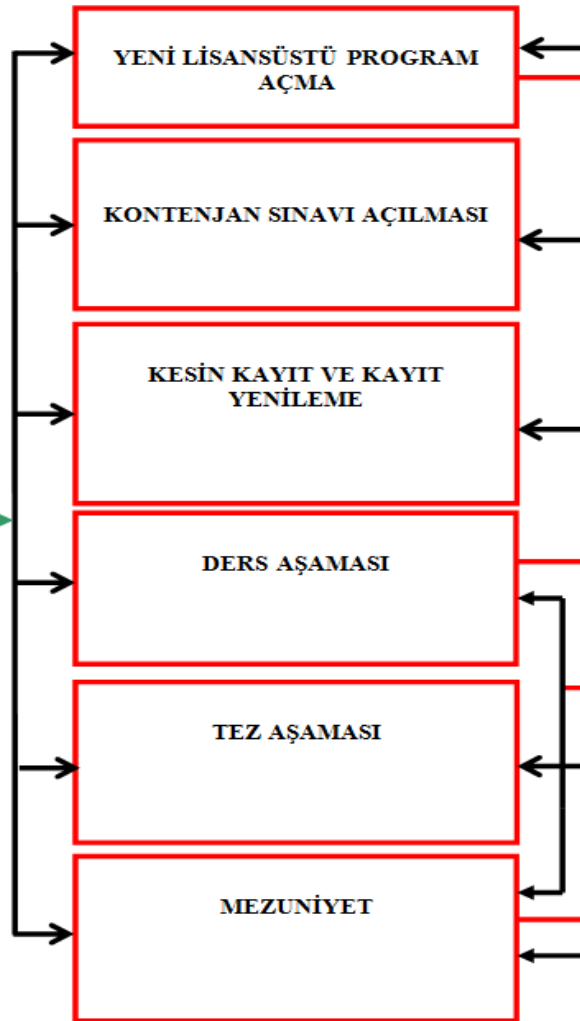 YENİ LİSANSÜSTÜ PROGRAM
AÇMA
KONTENJAN SINAVI AÇILMASI
KESİN KAYIT VE KAYIT
YENİLEME
DERS AŞAMASI
TEZ AŞAMASI
MEZUNİYET